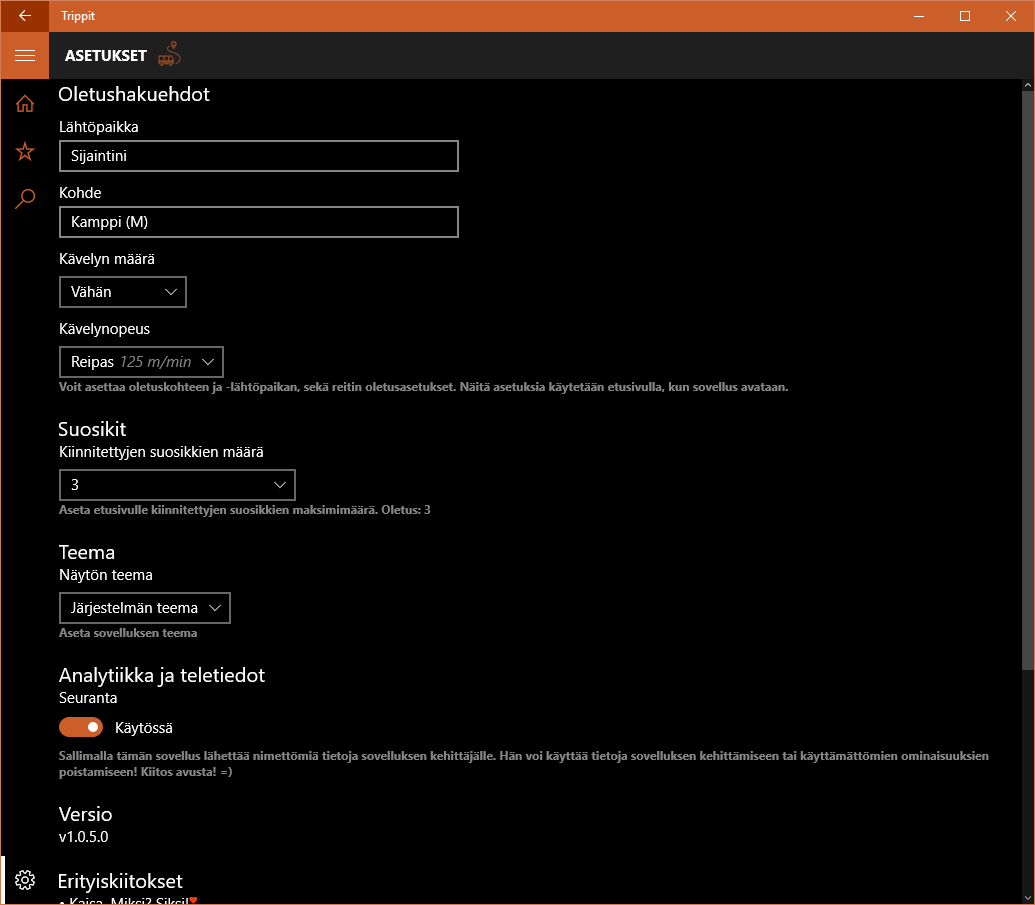 Trippit
ASETUKSET
Oletushakuehdot
Lähtöpaikka
Sijaintini
Kohde
Kamppi (M)
Kävelyn määrä
Vähän
Kävelynopeus
Reipas 125 m/min
Voit asettaa oletuskohteen ja -lähtöpaikan, sekä reitin oletusasetukset. Näitä asetuksia käytetään etusivulla, kun sovellus avataan.
Suosikit
Kiinnitettyjen suosikkien määrä
3
Aseta etusivulle kiinnitettyjen suosikkien maksimimäärä. Oletus: 3
Teema
Näytön teema
Järjestelmän teema
Aseta sovelluksen teema
Analytiikka ja teletiedot
Seuranta
Käytössä
Sallimalla tämän sovellus lähettää nimettömiä tietoja sovelluksen kehittäjälle. Hän voi käyttää tietoja sovelluksen kehittämiseen tai käyttämättömien ominaisuuksien
poistamiseen! Kiitos avusta! =)
Versio
v1.0.5.0
Erityiskiitokset
• Kaisa. Miksi? Siksi!❤